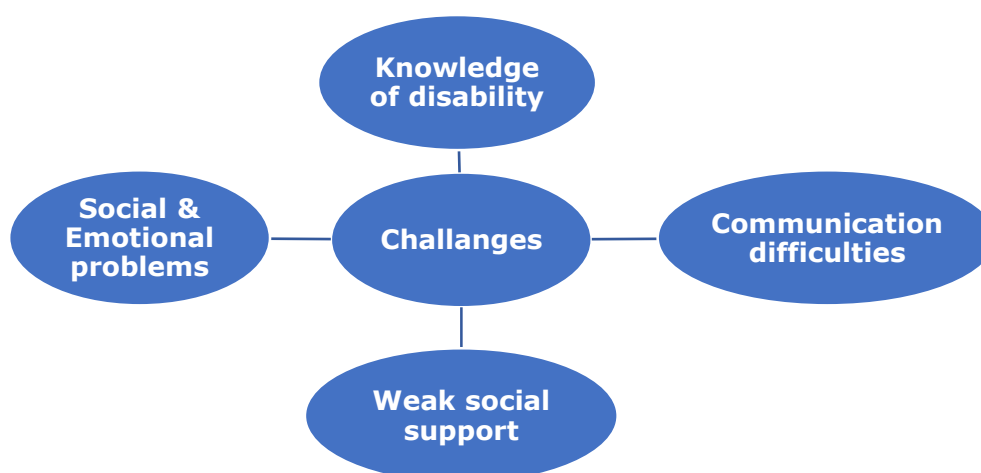 Knowledge
of disability
Social &
Emotional
problems
Challanges
Communication
difficulties
Weak social
support